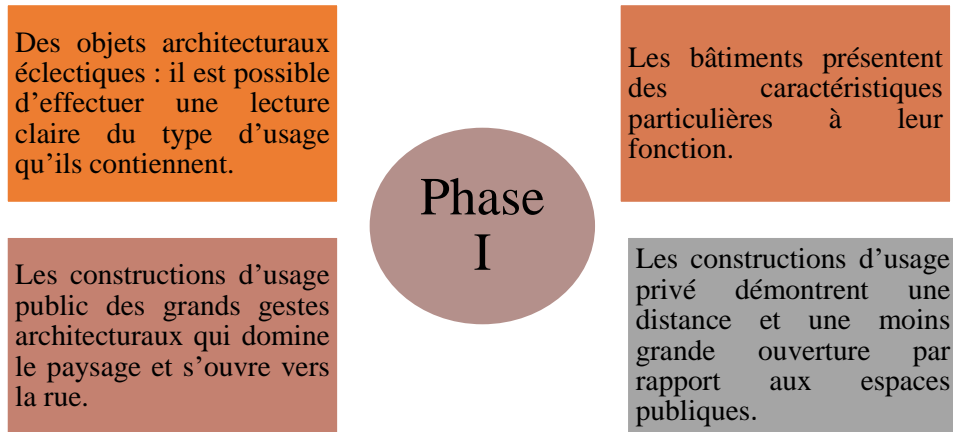 Des objets architecturaux
éclectiques : il est possible
d’effectuer une lecture
claire du type d’usage
qu’ils contiennent.
Les bâtiments présentent
des caractéristiques
particulières à leur
fonction.
Phase
I
Les constructions d’usage
public des grands gestes
architecturaux qui domine
le paysage et s’ouvre vers
la rue.
Les constructions d’usage
privé démontrent une
distance et une moins
grande ouverture par
rapport aux espaces
publiques.